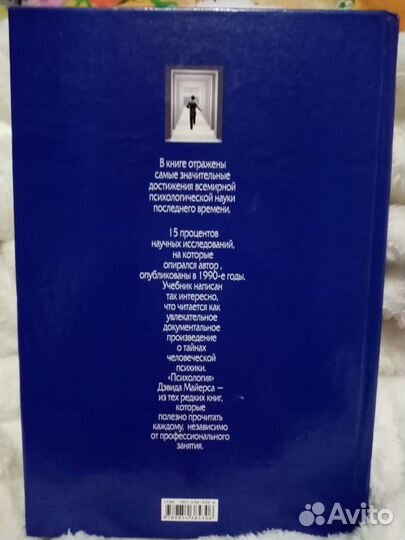 В книге отражены
самые значительные
достижения всемирной
психологической науки
последнего времени.
15 процентов
научных исследований,
на которые
опирался автор ,
опубликованы в 1990-е годы.
Учебник написан
так интересно,
что читается как
увлекательное
документальное
произведение
о тайнах
человеческой
психики.
«Психология»
Дэвида Майерса –
из тех редких книг,
которые
полезно прочитать
каждому, независимо
от профессионального
занятия.
ISBN
Avito